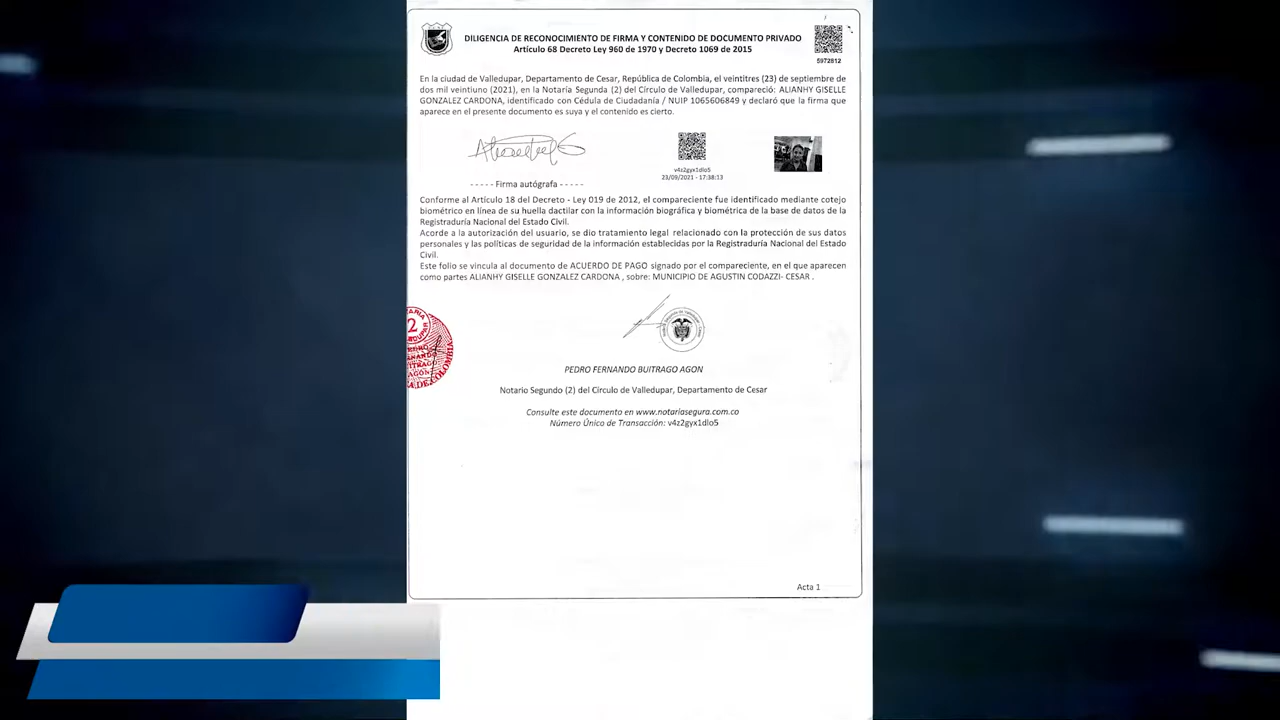 DILIGENCIA DE RECONOCIMIENTO DE FIRMA Y CONTENIDO DE DOCUMENTO PRIVADO
Artículo 68 Decreto Ley 960 de 1970 y Decreto 1069 de 2015
5972812
En la ciudad de Valledupar, Departamento de Cesar, República de Colombia, el veintitres (23) de septiembre de
dos mil veintiuno (2021), en la Notaría Segunda (2) del Círculo de Valledupar, compareció: ALIANHY GISELLE
GONZALEZ CARDONA, identificado con Cédula de Ciudadanía / NUIP 1065606849 y declaró que la firma que
aparece en el presente documento es suya y el contenido es cierto.
v4z2gyx1dlo5
23/09/2021 - 17:38:13
----- Firma autógrafa -----
Conforme al Artículo 18 del Decreto - Ley 019 de 2012, el compareciente fue identificado mediante cotejo
biométrico en línea de su huella dactilar con la información biográfica y biométrica de la base de datos de la
Registraduría Nacional del Estado Civil.
Acorde a la autorización del usuario, se dio tratamiento legal relacionado con la protección de sus datos
personales y las políticas de seguridad de la información establecidas por la Registraduría Nacional del Estado
Civil.
Este folio se vincula al documento de ACUERDO DE PAGO signado por el compareciente, en el que aparecen
como partes ALIANHY GISELLE GONZALEZ CARDONA , sobre: MUNICIPIO DE AGUSTIN CODAZZI- CESAR .
PEDRO FERNANDO BUITRAGO AGON
Notario Segundo (2) del Círculo de Valledupar, Departamento de Cesar
Consulte este documento en www.notariasegura.com.co
Número Único de Transacción: v4z2gyx1dlo5
Acta 1